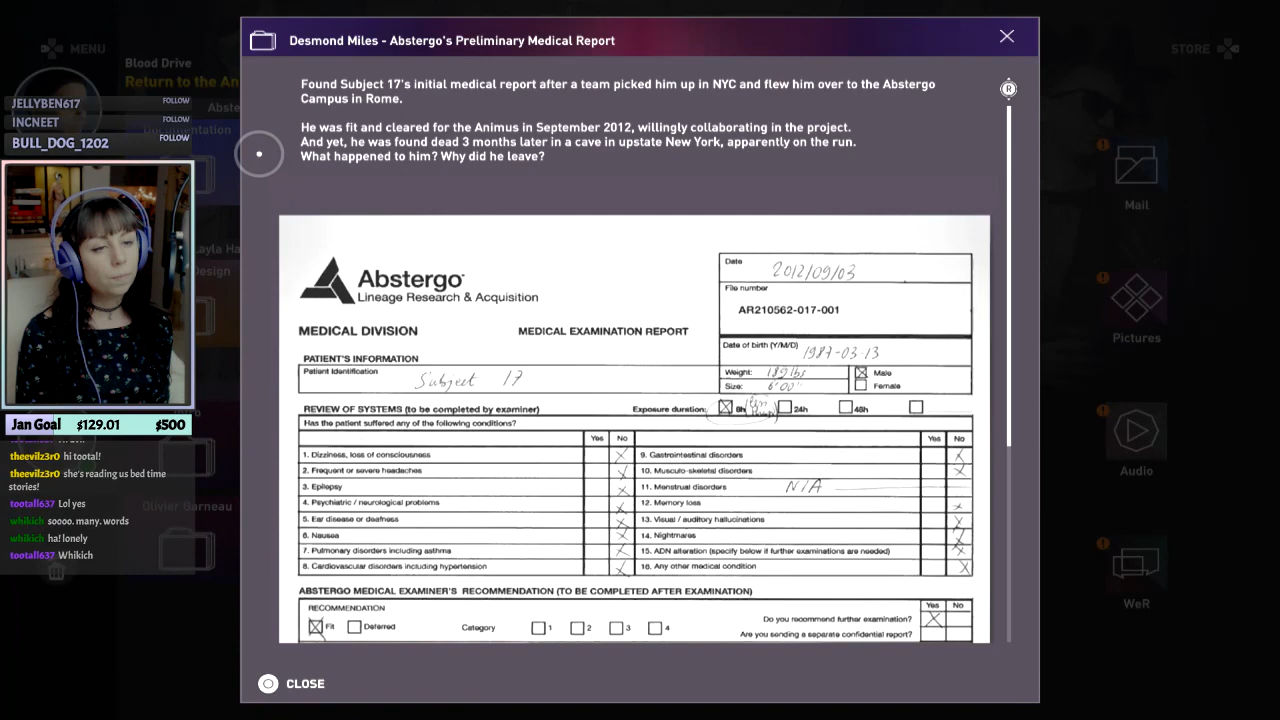 MENU
STORE
Blood Drive
Return to the An
Abste
JELLYBEN617 FOLLOW
INCNEET FOLLOW
BULL_DOG_1202 FOLLOW
Layla Ha
Design
Olivier Garneau
Jan Goal $129.01 $500
theevilz3r0 hi tootal!
theevilz3r0 she's reading us bed time
stories!
tootall637 Lol yes
whikich soooo. many. words
whikich ha! lonely
tootall637 Whikich
Desmond Miles - Abstergo's Preliminary Medical Report
Found Subject 17's initial medical report after a team picked him up in NYC and flew him over to the Abstergo
Campus in Rome.
He was fit and cleared for the Animus in September 2012, willingly collaborating in the project.
And yet, he was found dead 3 months later in a cave in upstate New York, apparently on the run.
What happened to him? Why did he leave?
R
Abstergo™
Lineage Research & Acquisition
Date 2012/09/03
File number
AR210562-017-001
MEDICAL DIVISION MEDICAL EXAMINATION REPORT
Date of birth (Y/M/D) 1987-03-13
PATIENT'S INFORMATION
Patient Identification Subject 17
Weight: 189 lbs Male
Size: 6'00" Female
REVIEW OF SYSTEMS (to be completed by examiner) Exposure duration: 8h 24h 48h
Has the patient suffered any of the following conditions?
Yes No Yes No
1. Dizziness, loss of consciousness 9. Gastrointestinal disorders
2. Frequent or severe headaches 10. Musculo-skeletal disorders
3. Epilepsy 11. Menstrual disorders N/A
4. Psychiatric / neurological problems 12. Memory loss
5. Ear disease or deafness 13. Visual / auditory hallucinations
6. Nausea 14. Nightmares
7. Pulmonary disorders including asthma 15. ADN alteration (specify below if further examinations are needed)
8. Cardiovascular disorders including hypertension 16. Any other medical condition
ABSTERGO MEDICAL EXAMINER'S RECOMMENDATION (TO BE COMPLETED AFTER EXAMINATION)
RECOMMENDATION Yes No
Fit Deferred Category 1 2 3 4 Do you recommend further examination?
Are you sending a separate confidential report?
CLOSE
Mail
Pictures
Audio
WeR